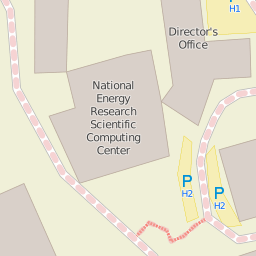 P
H1
Director's
Office
National
Energy
Research
Scientific
Computing
Center
P
H2
P
H2